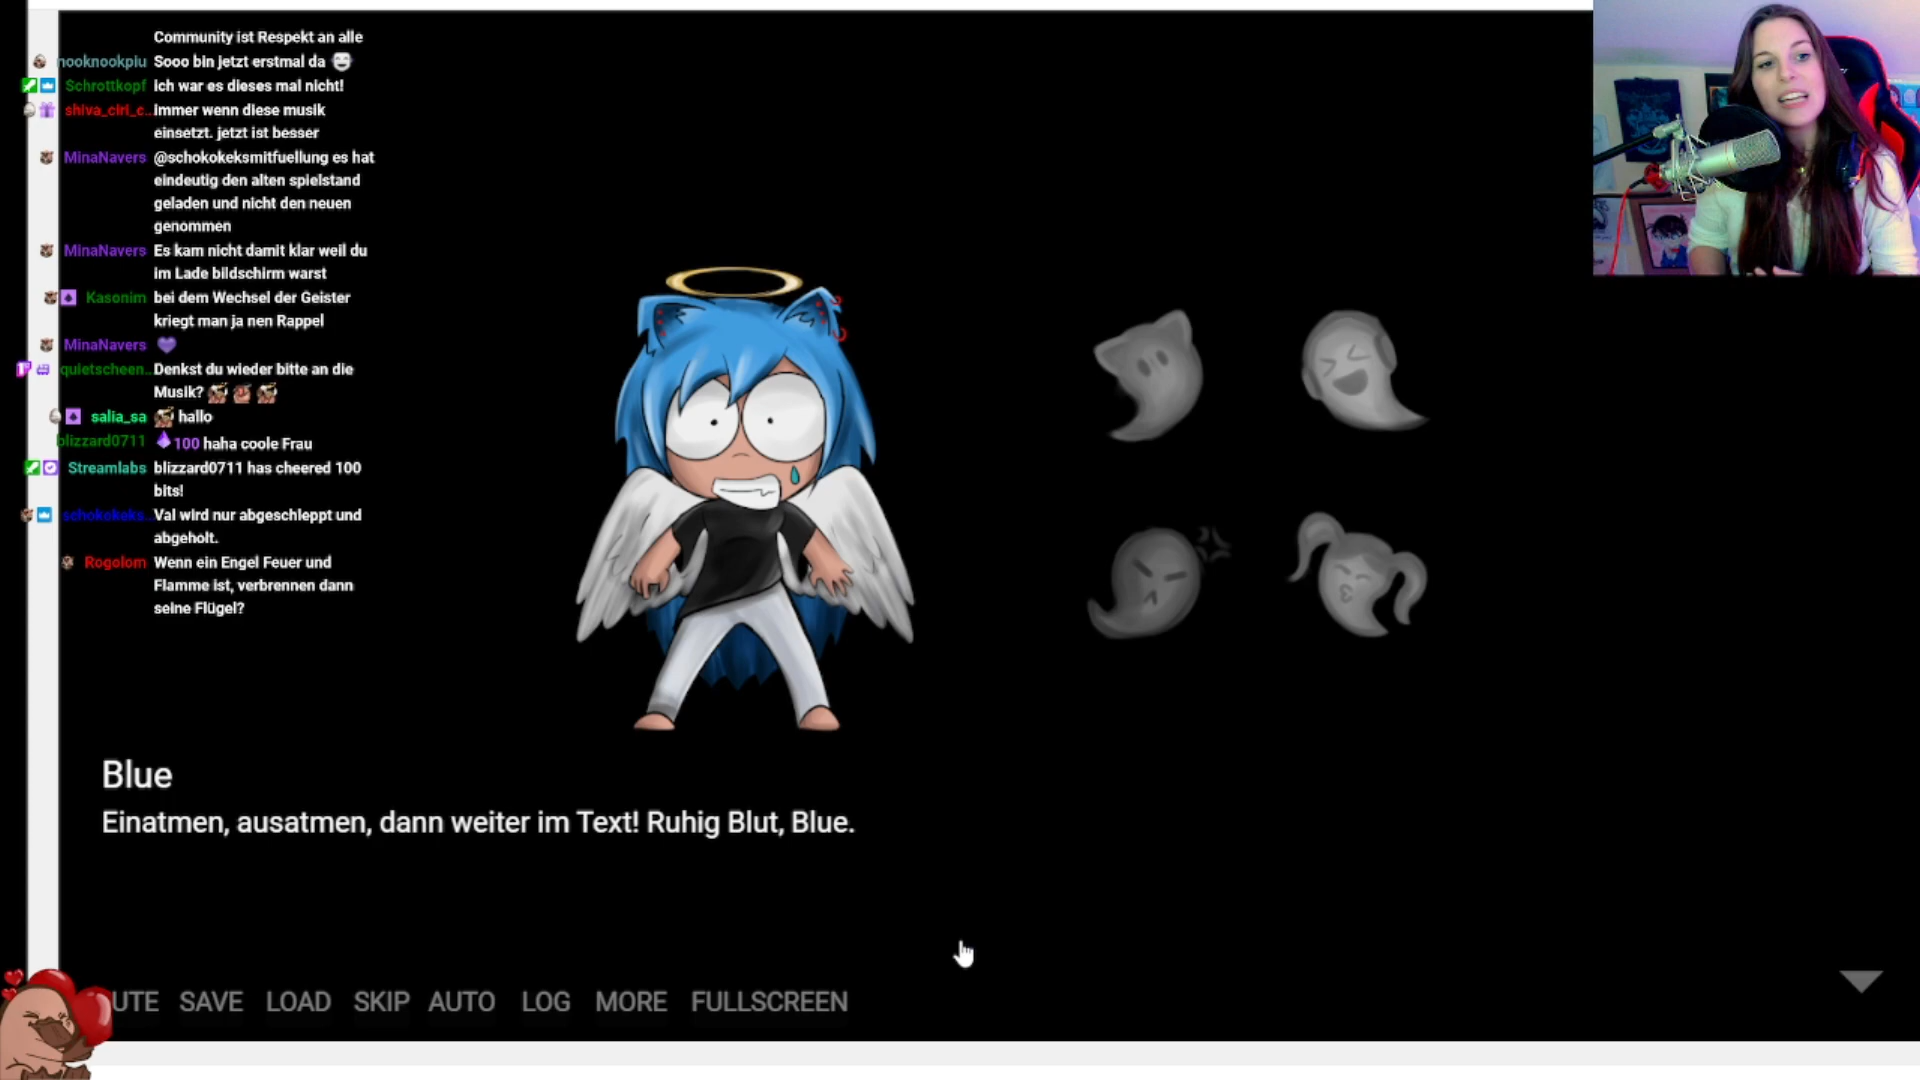 Community ist Respekt an alle
nooknookpiu Sooo bin jetzt erstmal da
Schrottkopf Ich war es dieses mal nicht!
shiva_ciri_c... immer wenn diese musik
einsetzt. jetzt ist besser
MinaNavers @schokokeksmitfuellung es hat
eindeutig den alten spielstand
geladen und nicht den neuen
genommen
MinaNavers Es kam nicht damit klar weil du
im Lade bildschirm warst
Kasonim bei dem Wechsel der Geister
kriegt man ja nen Rappel
MinaNavers
quietscheen... Denkst du wieder bitte an die
Musik?
salia_sa hallo
blizzard0711 100 haha coole Frau
Streamlabs blizzard0711 has cheered 100
bits!
schokokeks... Val wird nur abgeschleppt und
abgeholt.
Rogolom Wenn ein Engel Feuer und
Flamme ist, verbrennen dann
seine Flügel?
Blue
Einatmen, ausatmen, dann weiter im Text! Ruhig Blut, Blue.
UTE SAVE LOAD SKIP AUTO LOG MORE FULLSCREEN